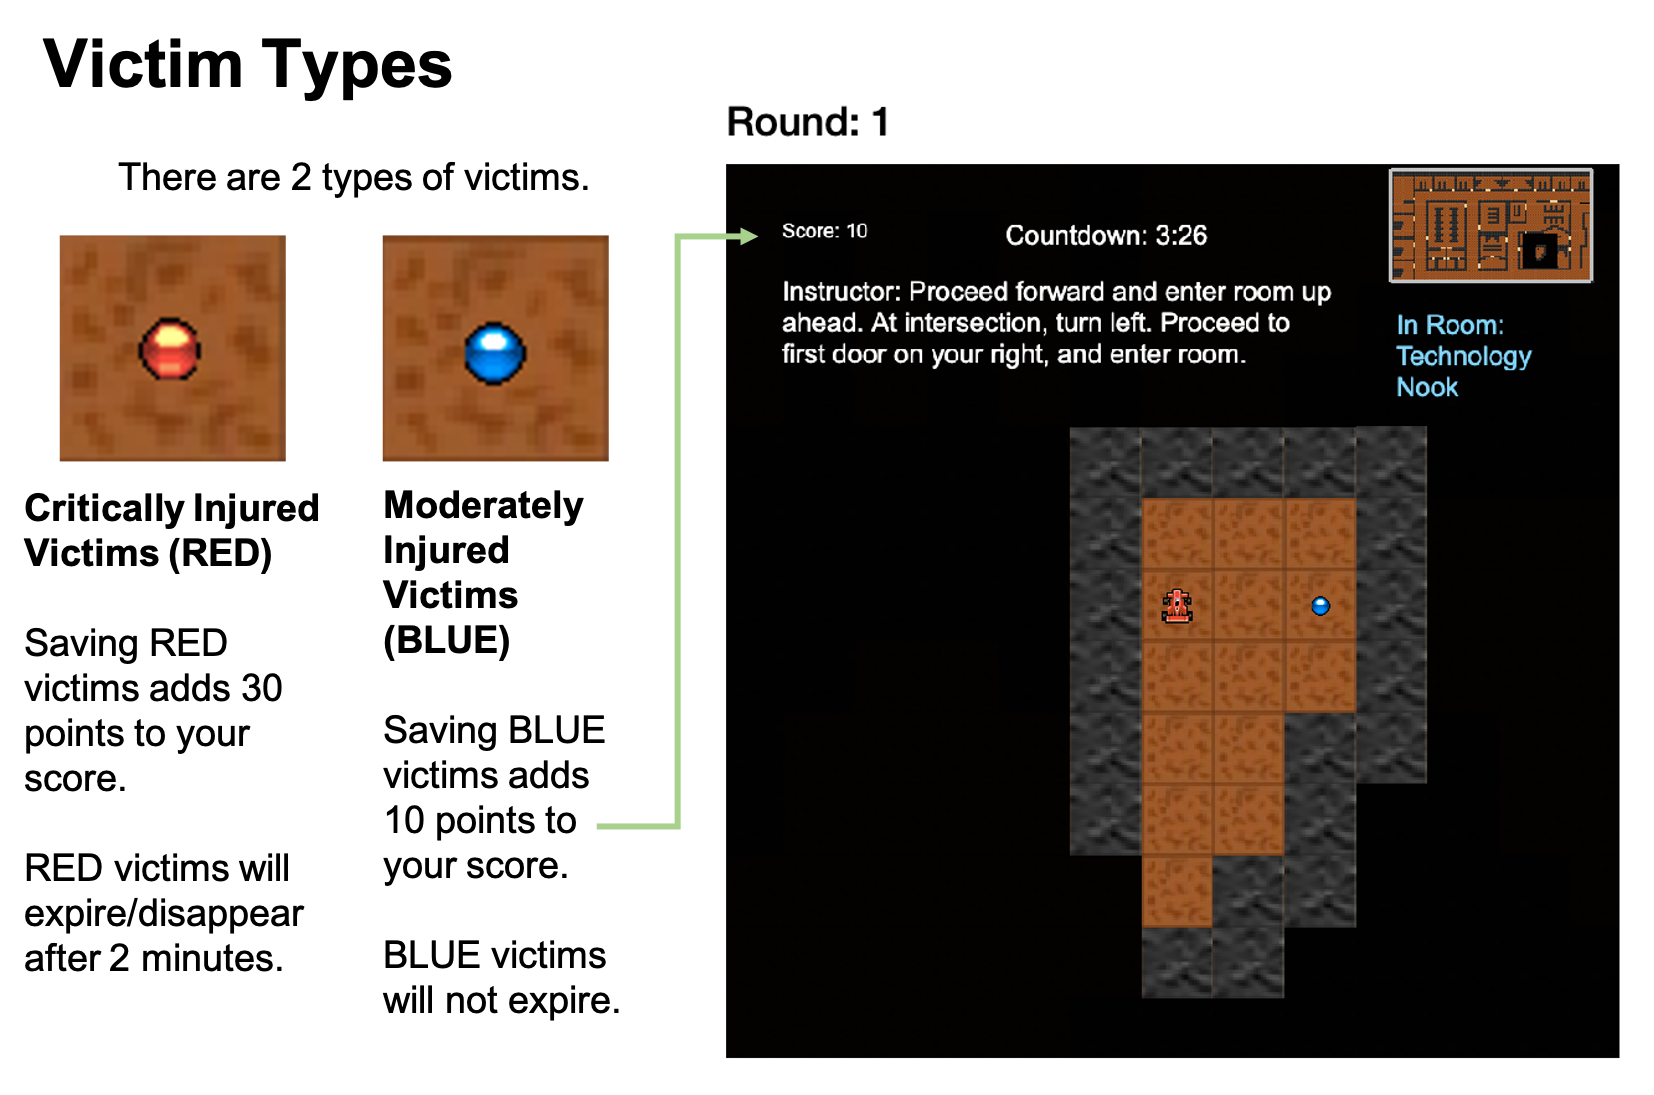 Victim Types
There are 2 types of victims.
Critically Injured
Victims (RED)
Saving RED
victims adds 30
points to your
score.
RED victims will
expire/disappear
after 2 minutes.
Moderately
Injured
Victims
(BLUE)
Saving BLUE
victims adds
10 points to
your score.
BLUE victims
will not expire.
Round: 1
Score: 10
Countdown: 3:26
Instructor: Proceed forward and enter room up
ahead. At intersection, turn left. Proceed to
first door on your right, and enter room.
In Room:
Technology
Nook